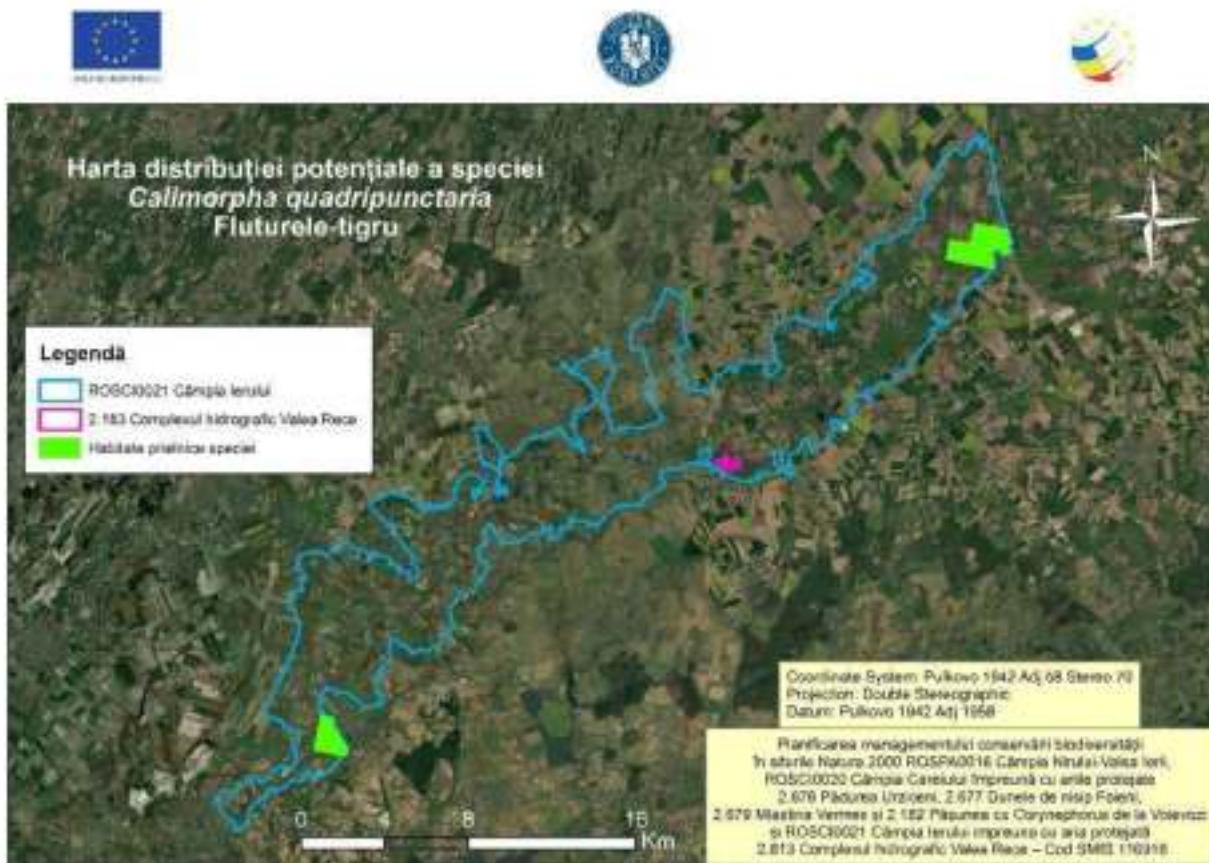 Harta distribuției potențiale a speciei
Calimorpha quadripunctaria
Fluturele-tigru
N
Legendă
ROSCI0021 Câmpia Ierului
2.183 Complexul hidrografic Valea Rece
Habitate prielnice speciei
Coordinate System: Pulkovo 1942 Adj 58 Stereo 70
Projection: Double Stereographic
Datum: Pulkovo 1942 Adj 1958
Planificarea managementului conservării biodiversității
în siturile Natura 2000 ROSPA0016 Câmpia Nirului-Valea Ierii,
ROSCI0020 Câmpia Careiului împreună cu ariile protejate
2.678 Pădurea Urziceni, 2.677 Dunele de nisip Foieni,
2.679 Mlaștina Vermeș și 2.182 Pășunea cu Corynephorus de la Voievozi
și ROSCI0021 Câmpia Ierului împreună cu aria protejată
2.813 Complexul hidrografic Valea Rece – Cod SMIS 116918
0 4 8 16
Km